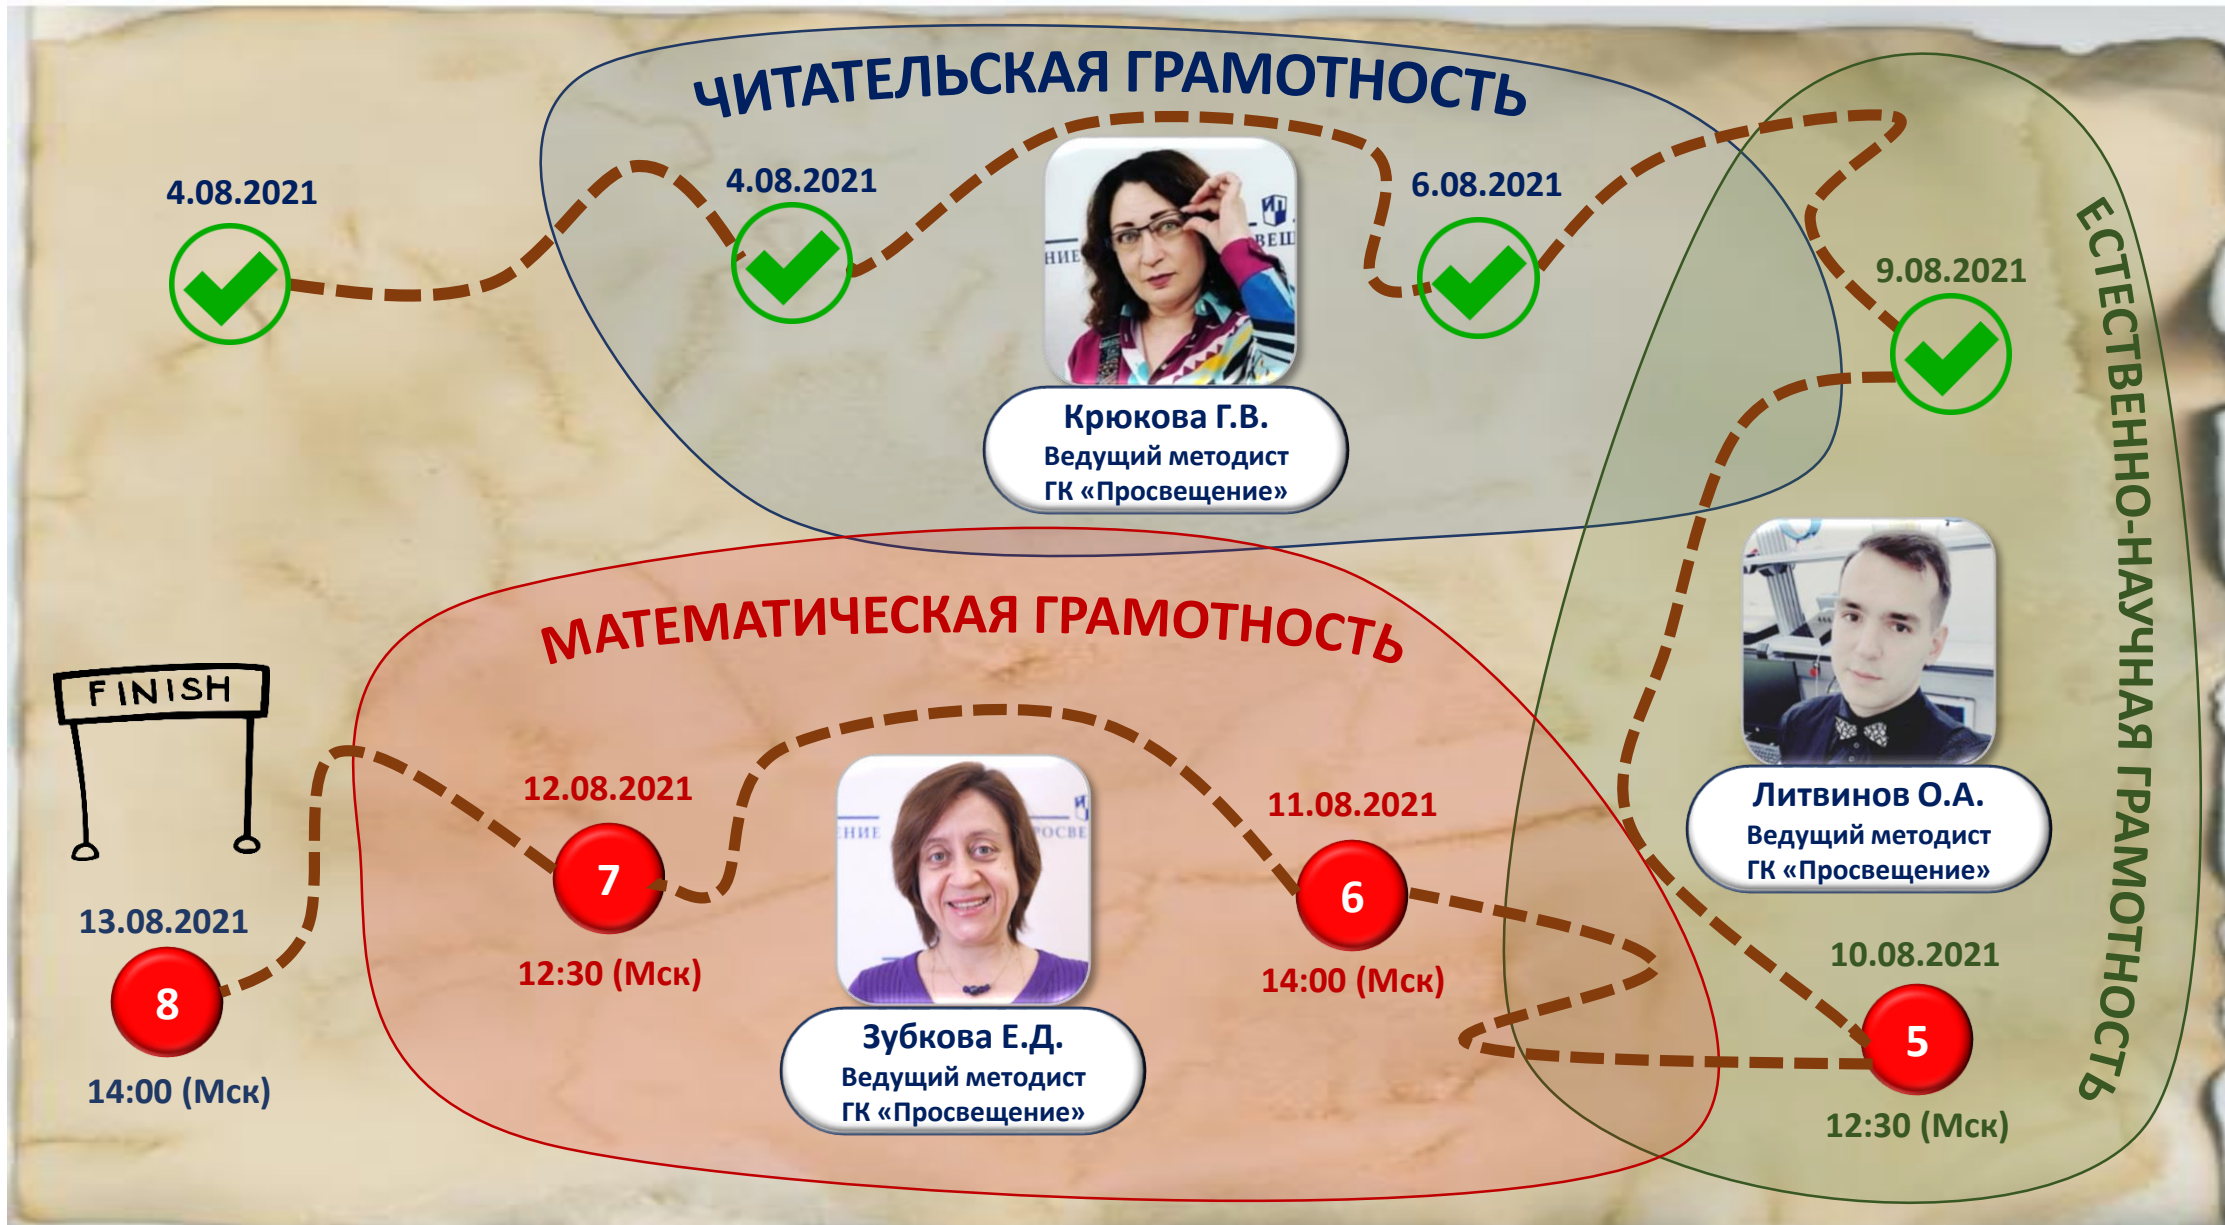 ЧИТАТЕЛЬСКАЯ ГРАМОТНОСТЬ
4.08.2021
4.08.2021
6.08.2021
9.08.2021
Крюкова Г.В.
Ведущий методист
ГК «Просвещение»
ЕСТЕСТВЕННО-НАУЧНАЯ ГРАМОТНОСТЬ
Литвинов О.А.
Ведущий методист
ГК «Просвещение»
10.08.2021
5
12:30 (Мск)
МАТЕМАТИЧЕСКАЯ ГРАМОТНОСТЬ
11.08.2021
6
14:00 (Мск)
12.08.2021
7
12:30 (Мск)
Зубкова Е.Д.
Ведущий методист
ГК «Просвещение»
FINISH
13.08.2021
8
14:00 (Мск)